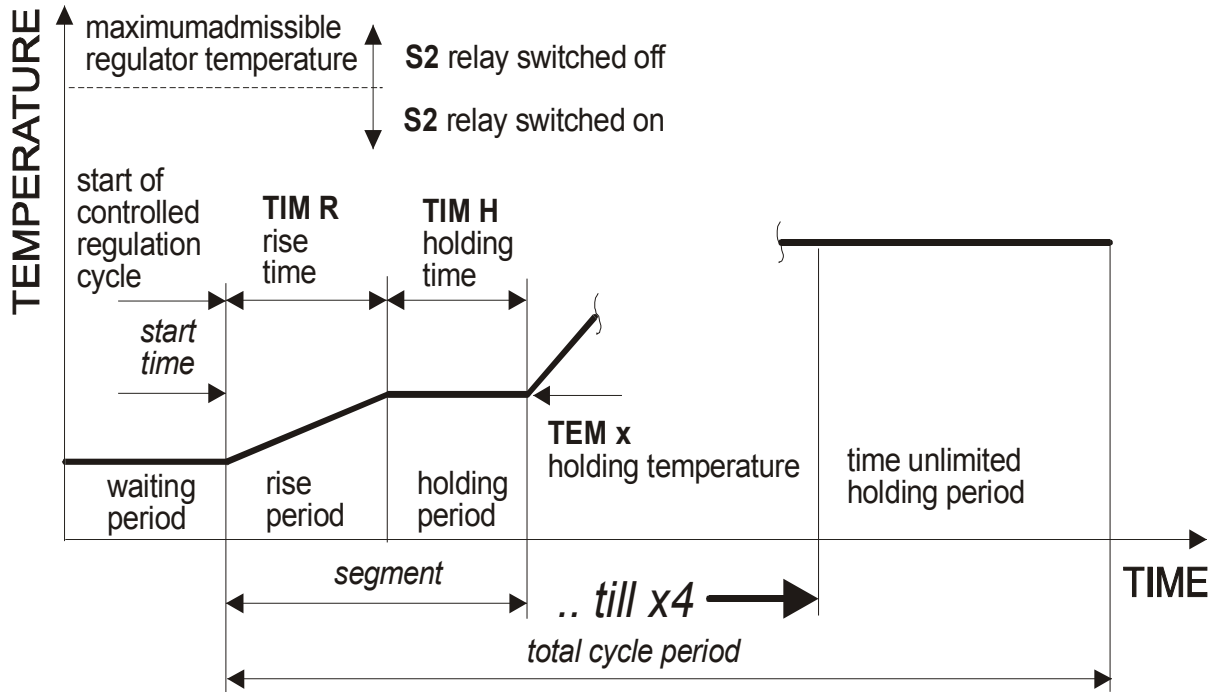 TEMPERATURE
maximumadmissible
regulator temperature
S2 relay switched off
S2 relay switched on
start of
controlled
regulation
cycle
TIM R
rise
time
TIM H
holding
time
start
time
TEM x
holding temperature
waiting
period
rise
period
holding
period
time unlimited
holding period
TIME
segment
.. till x4
total cycle period